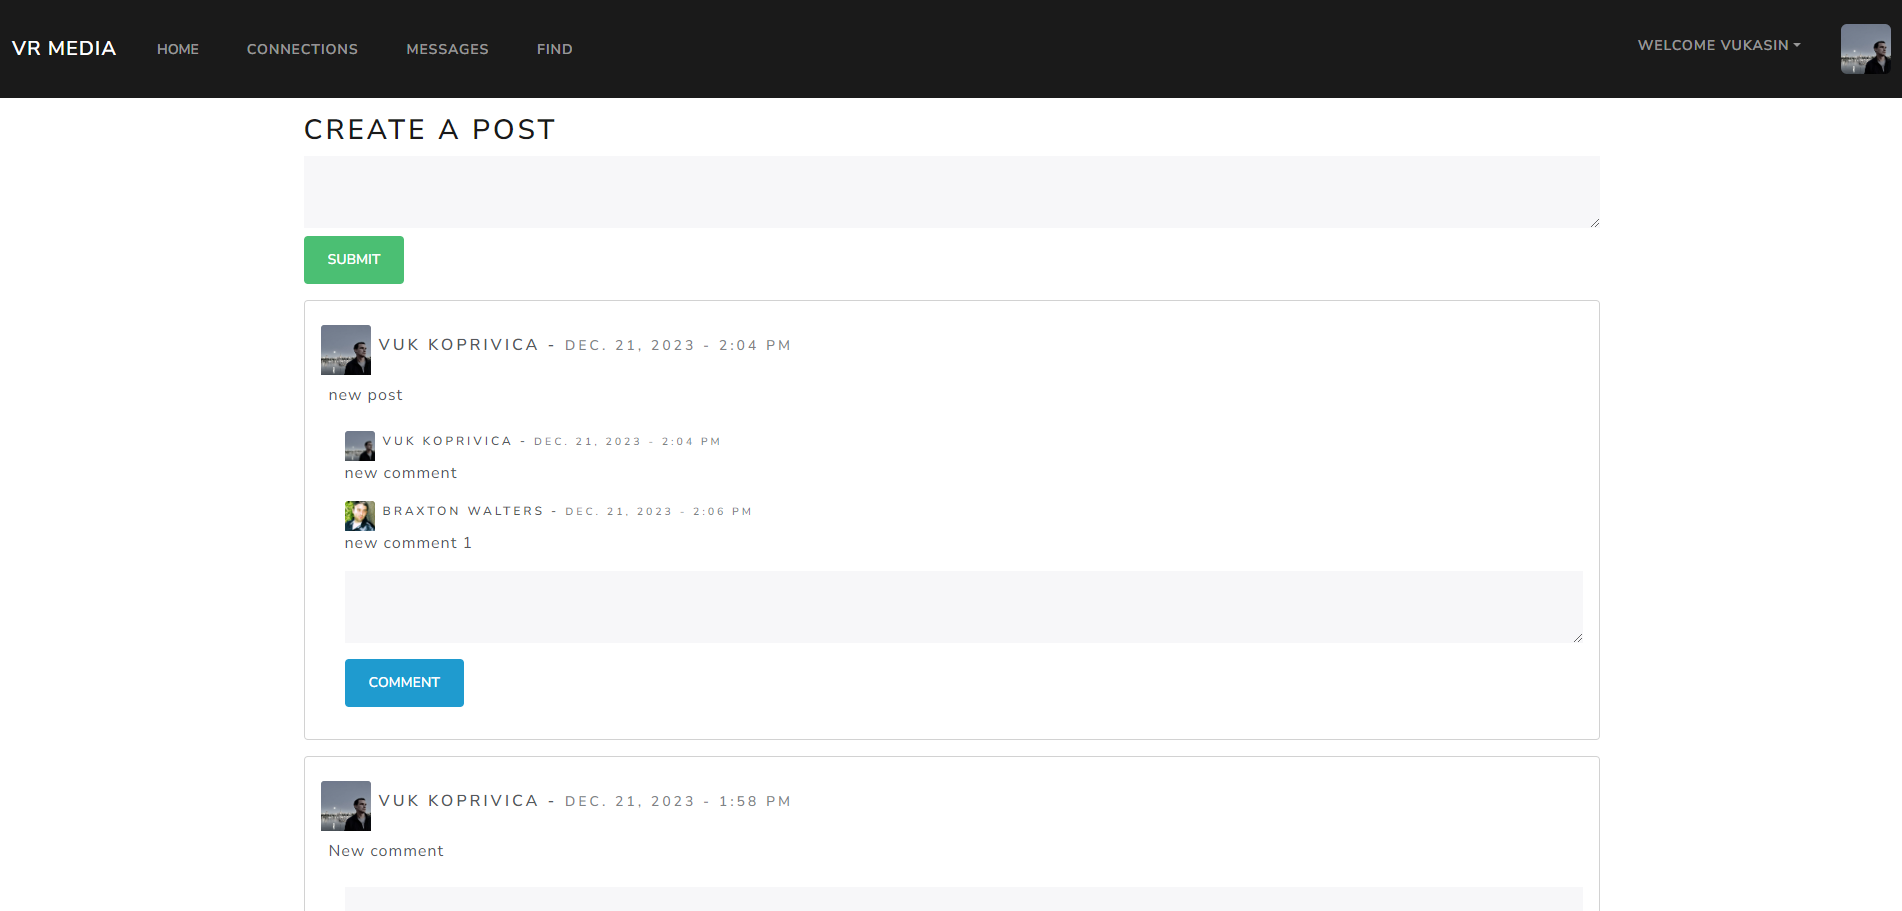 VR MEDIA HOME CONNECTIONS MESSAGES FIND WELCOME VUKASIN
CREATE A POST
SUBMIT
VUK KOPRIVICA - DEC. 21, 2023 - 2:04 PM
new post
VUK KOPRIVICA - DEC. 21, 2023 - 2:04 PM
new comment
BRAXTON WALTERS - DEC. 21, 2023 - 2:06 PM
new comment 1
COMMENT
VUK KOPRIVICA - DEC. 21, 2023 - 1:58 PM
New comment